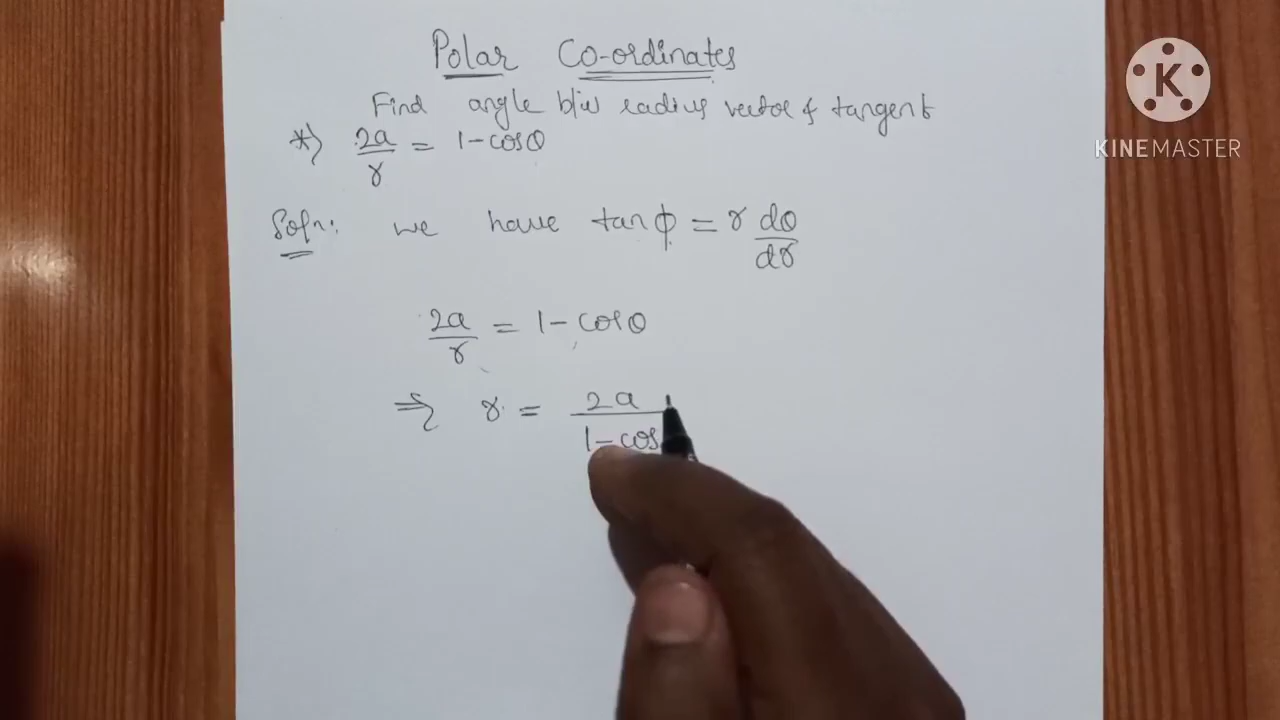 Polar Co-ordinates
Find angle b/w radius vector & tangent
*) 2a/r = 1-cosθ
Soln: we have tanϕ = r dθ/dr
2a/r = 1-cosθ
⇒ r = 2a/1-cos
K
KINEMASTER